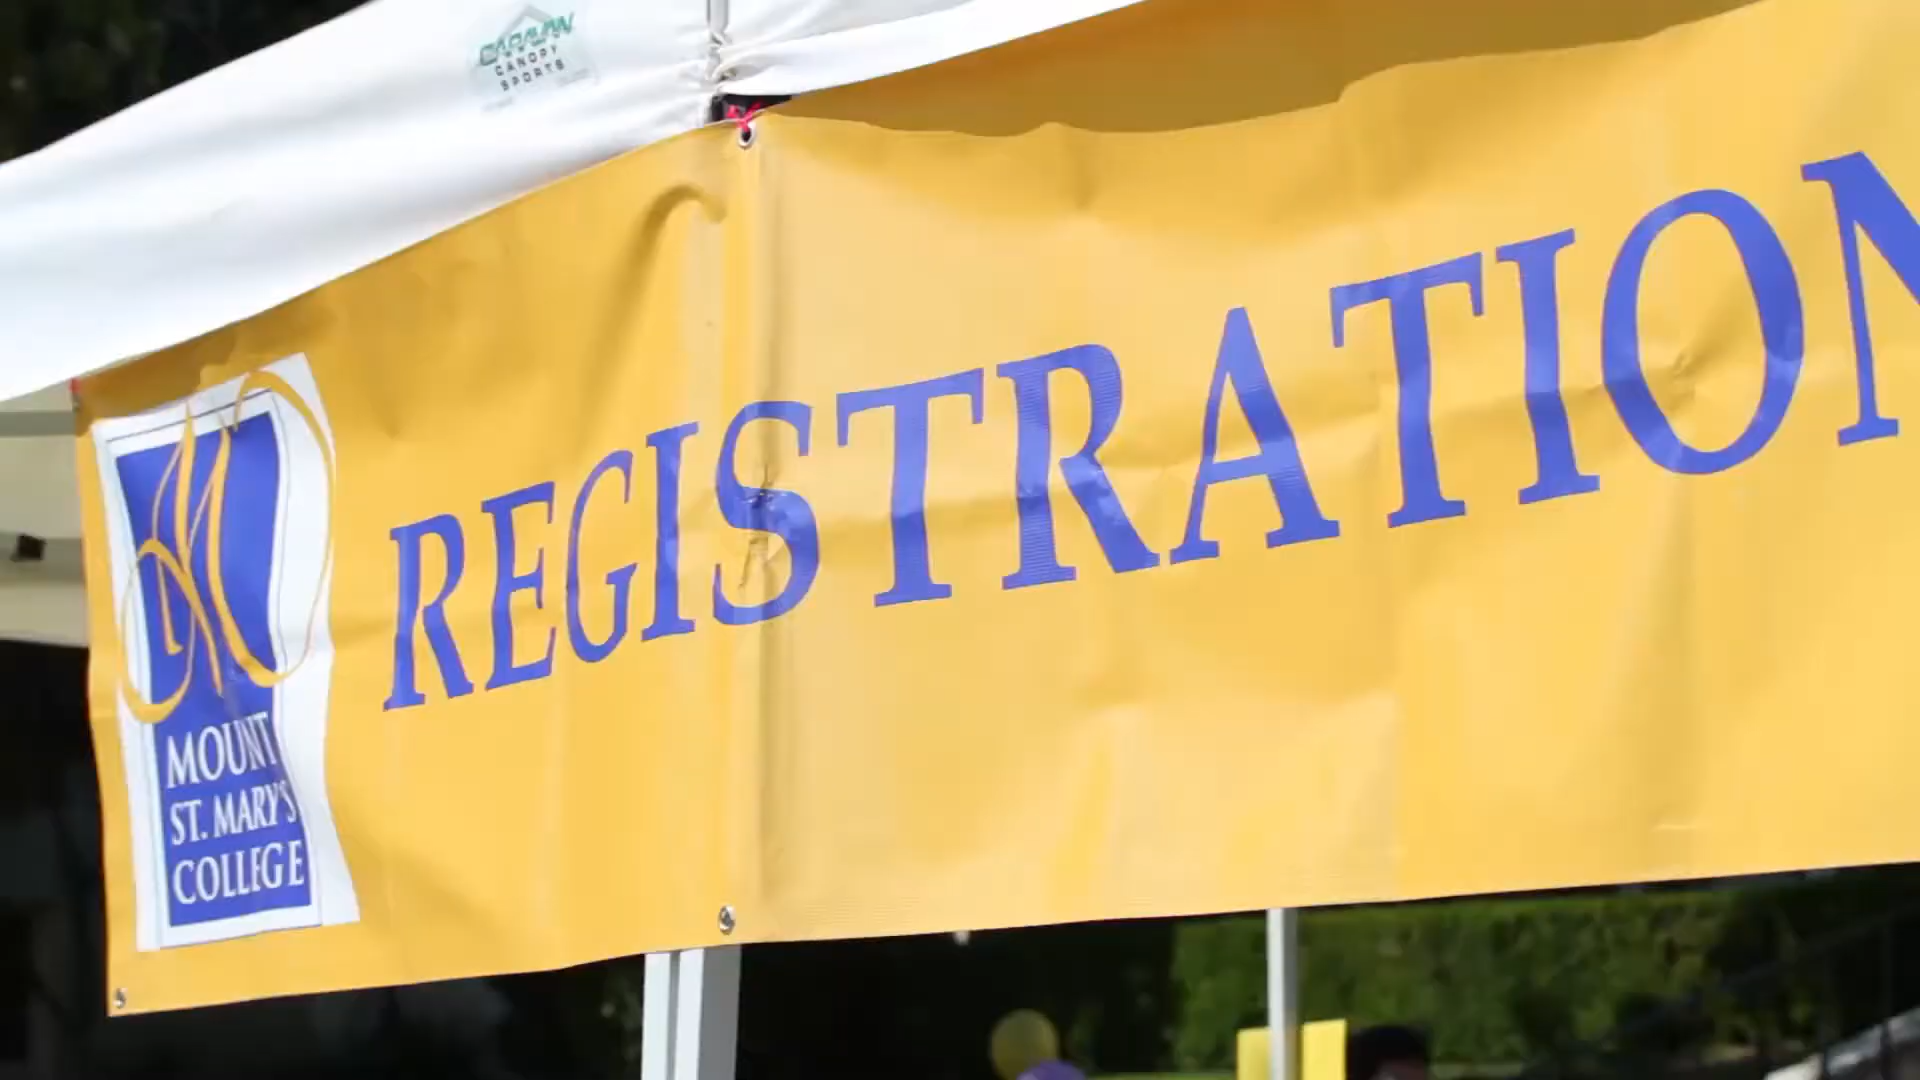 CARAVAN
CANOPY
SPORTS
REGISTRATION
M
MOUNT
ST. MARY'S
COLLEGE